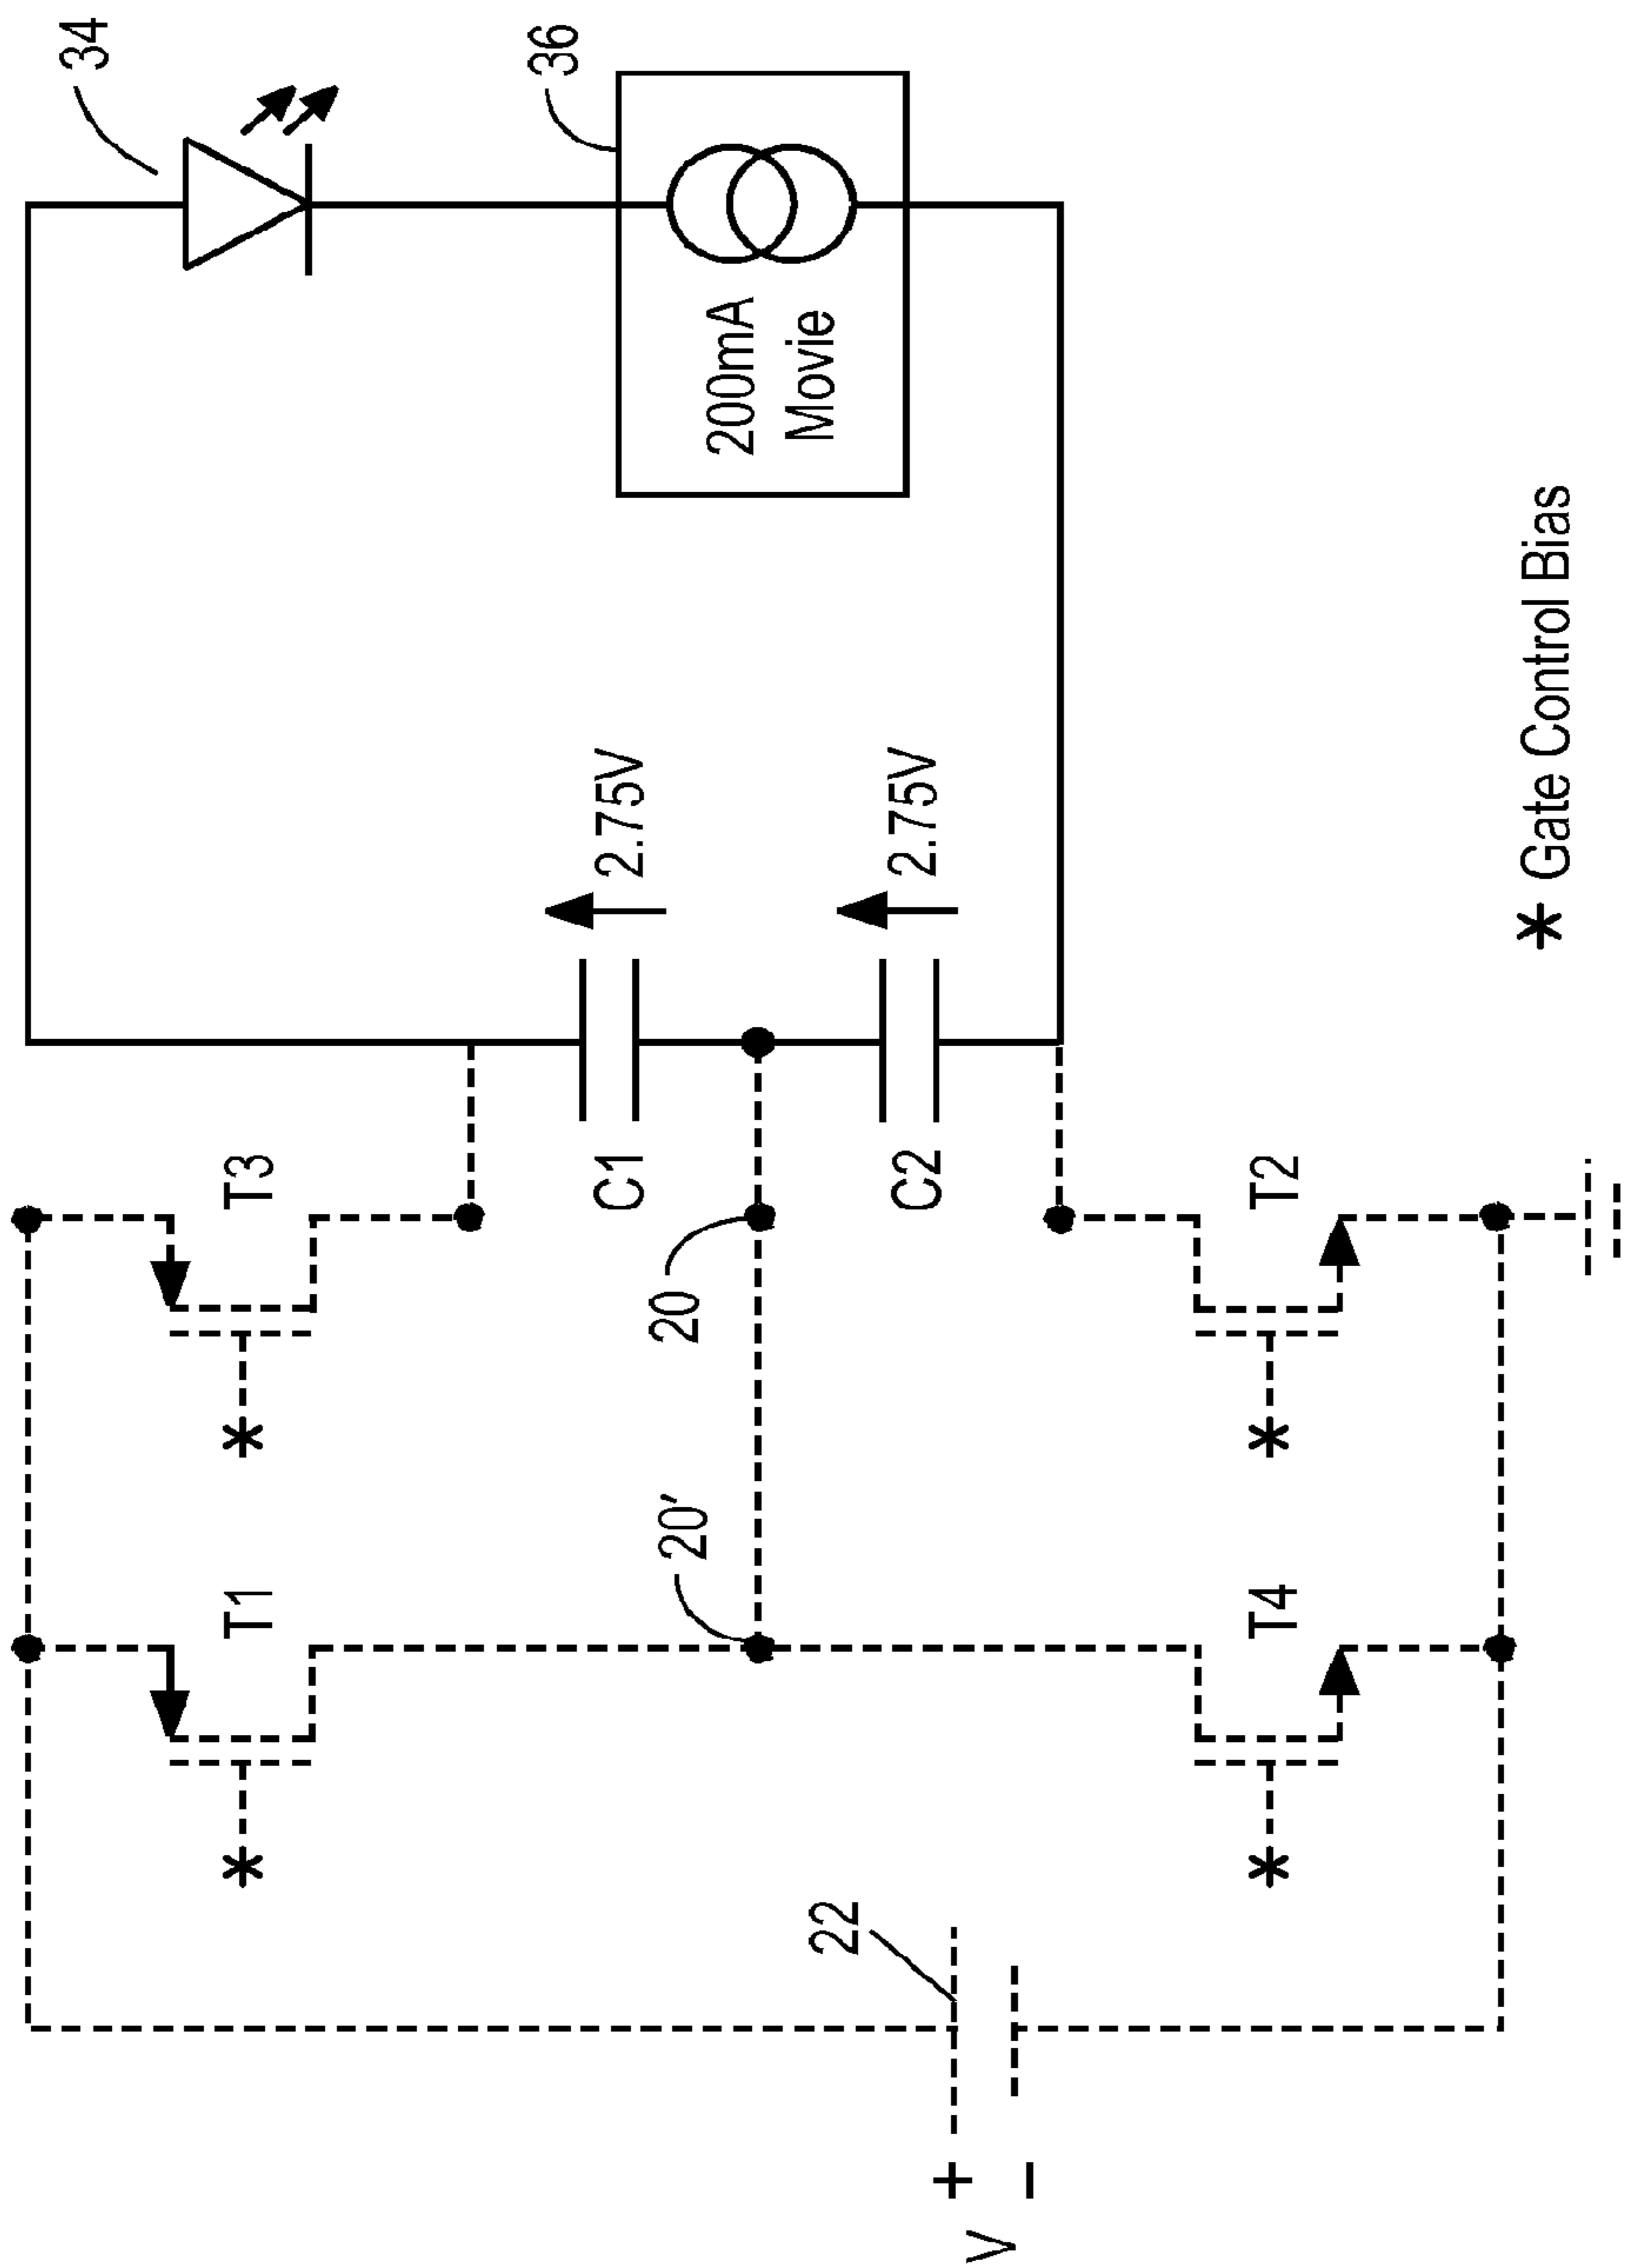 34
36
200mA
Movie
2.75V
2.75V
T3
C1
C2
T2
20
20'
T1
T4
22
V
+
−
* Gate Control Bias
*
*
*
*